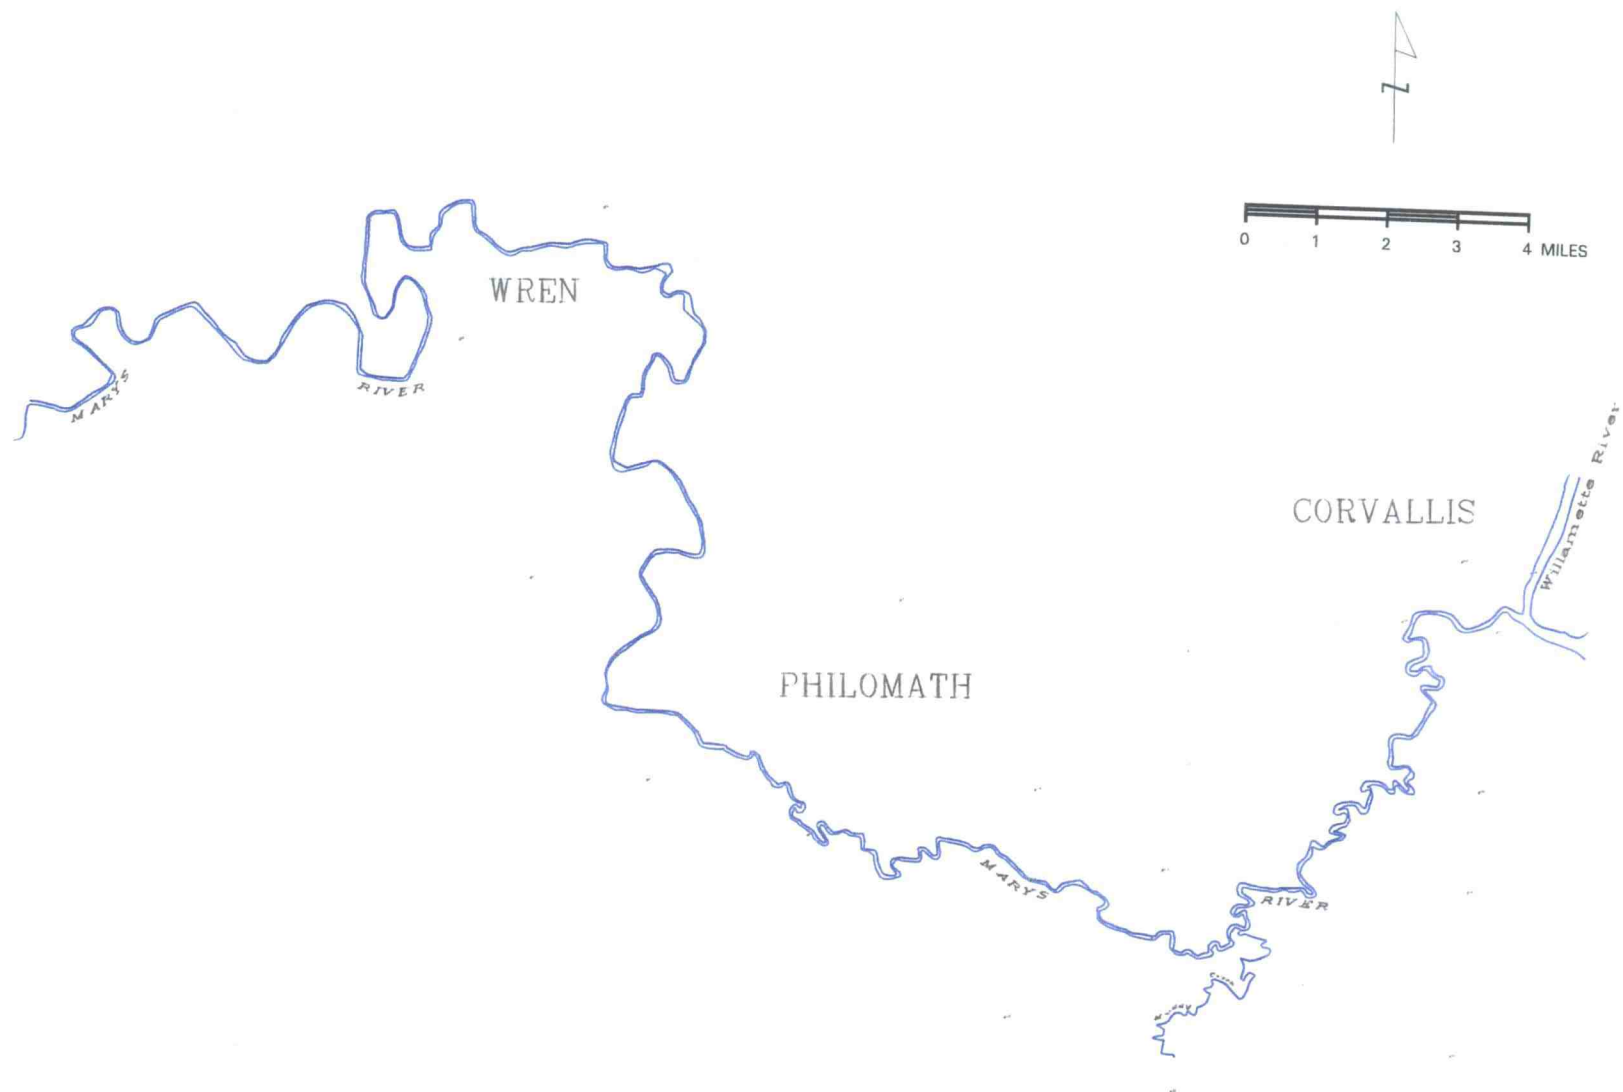 N
0 1 2 3 4 MILES
WREN
MARYS
RIVER
Willamette River
CORVALLIS
PHILOMATH
MARYS
RIVER